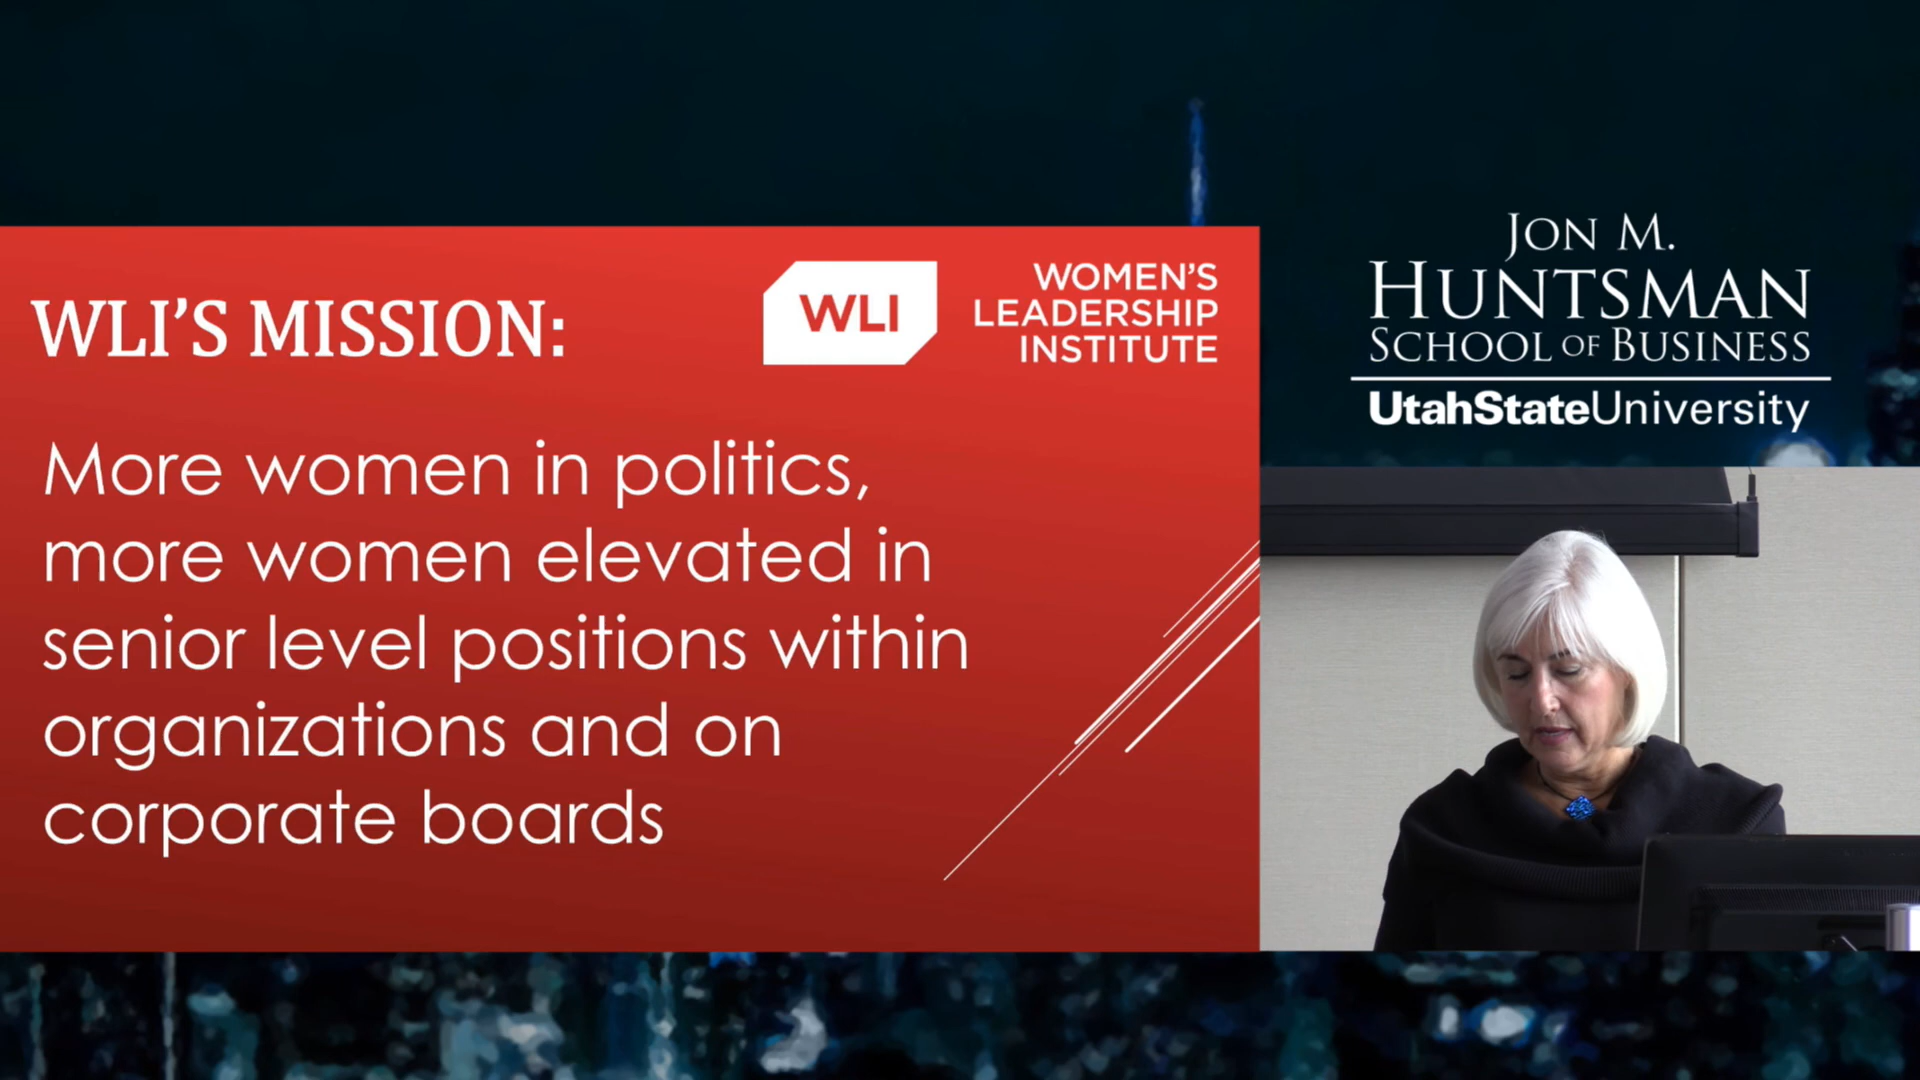 WLI'S MISSION:
WLI
WOMEN'S
LEADERSHIP
INSTITUTE
More women in politics,
more women elevated in
senior level positions within
organizations and on
corporate boards
JON M.
HUNTSMAN
SCHOOL OF BUSINESS
UtahStateUniversity